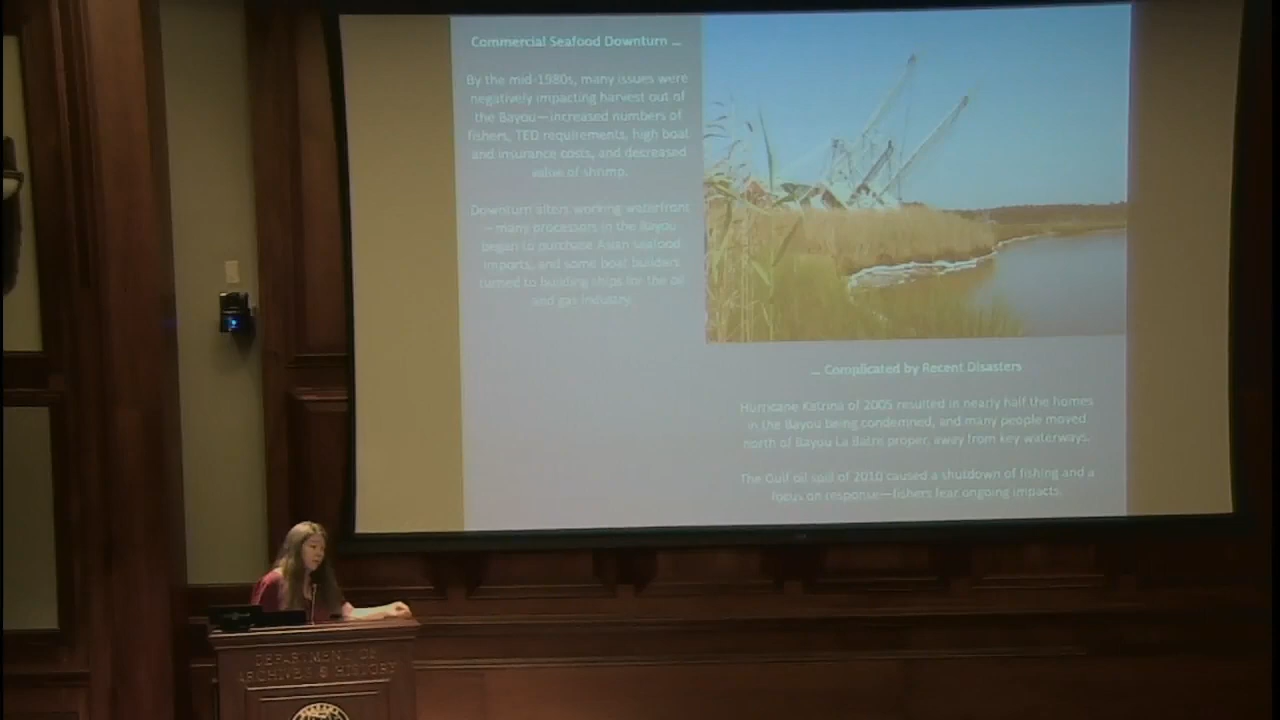 Commercial Seafood Downturn ...
By the mid-1980s, many issues were
negatively impacting harvest out of
the Bayou—increased numbers of
fishers, TED requirements, high boat
and insurance costs, and decreased
value of shrimp.
Downturn alters working waterfront
– many processors in the Bayou
began to purchase Asian seafood
imports, and some boat builders
turned to building ships for the oil
and gas industry.
... Complicated by Recent Disasters
Hurricane Katrina of 2005 resulted in nearly half the homes
in the Bayou being condemned, and many people moved
north of Bayou La Batre proper, away from key waterways.
The Gulf oil spill of 2010 caused a shutdown of fishing and a
focus on response—fishers fear ongoing impacts.
DEPARTMENT OF
ARCHIVES & HISTORY